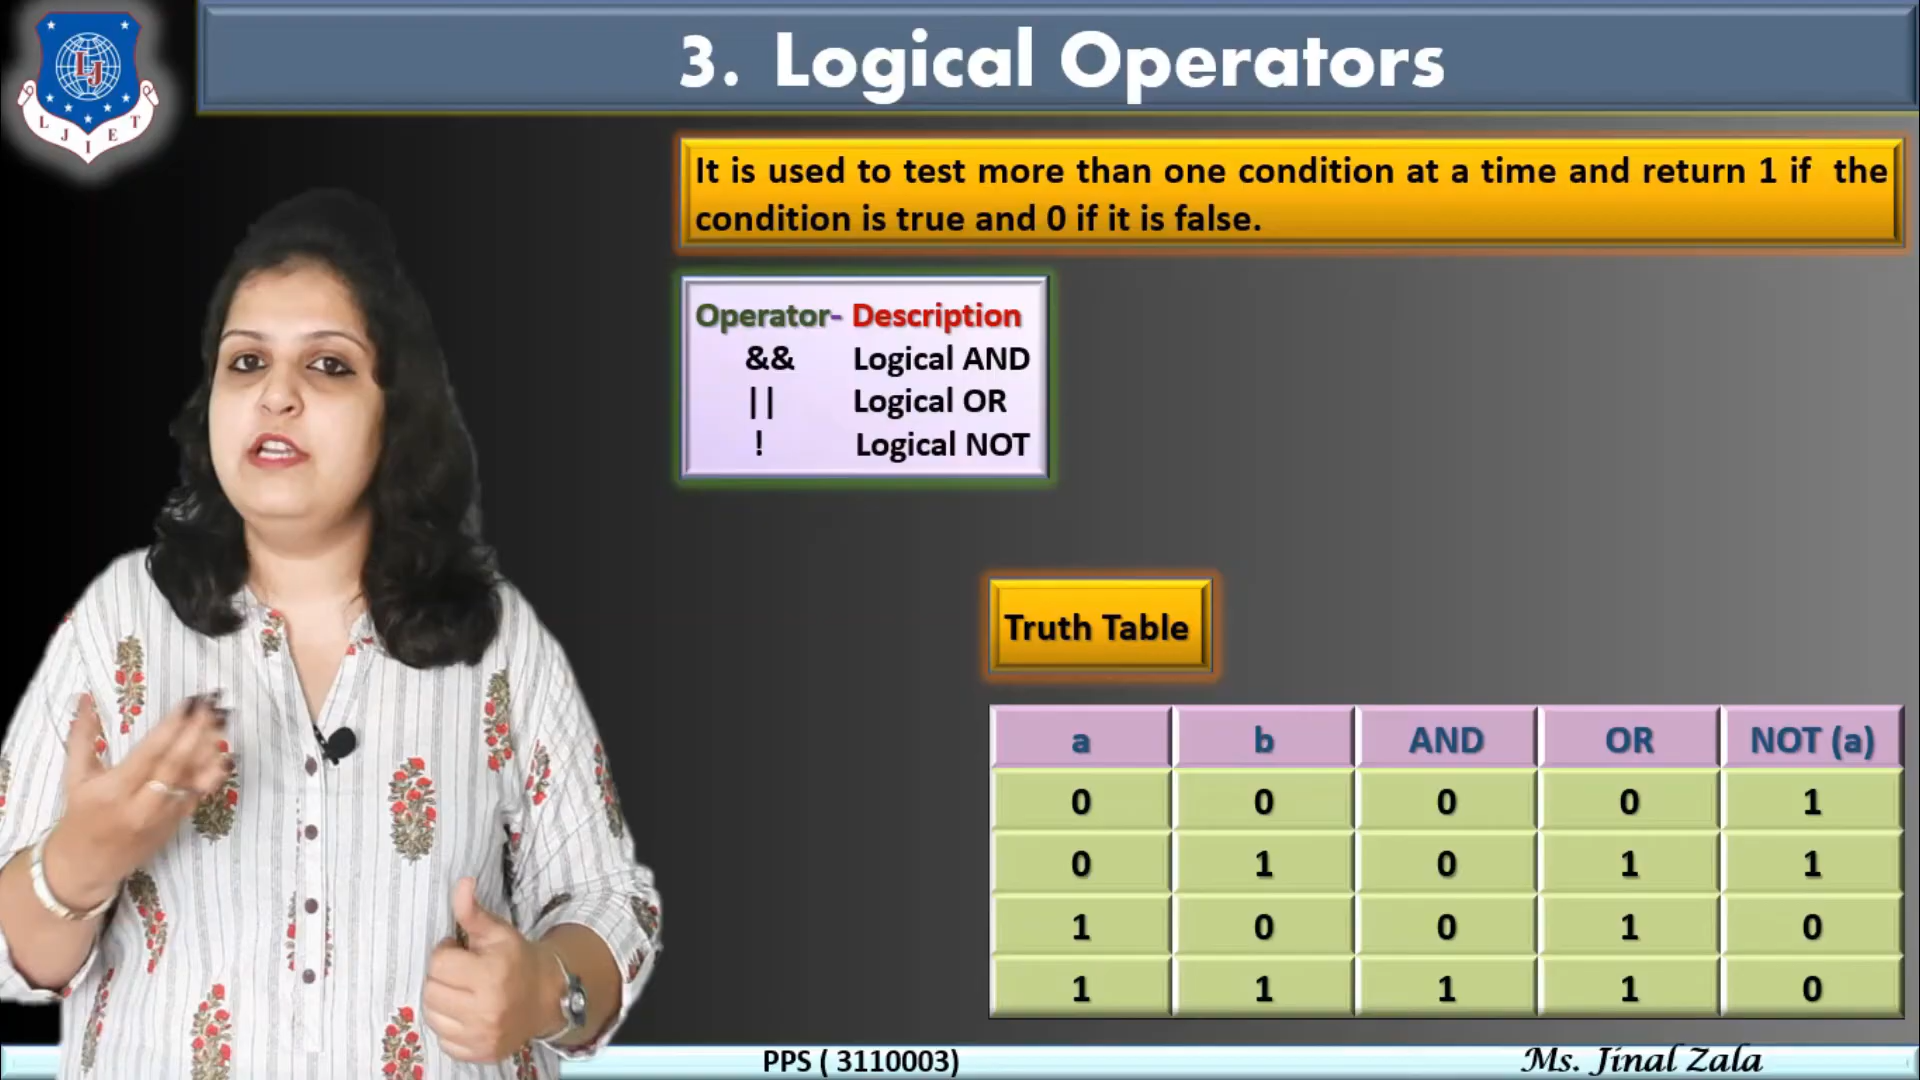 3. Logical Operators
L J I E T
LJ
It is used to test more than one condition at a time and return 1 if the
condition is true and 0 if it is false.
Operator- Description
&& Logical AND
|| Logical OR
! Logical NOT
Truth Table
a b AND OR NOT (a)
0 0 0 0 1
0 1 0 1 1
1 0 0 1 0
1 1 1 1 0
PPS ( 3110003)
Ms. Jinal Zala